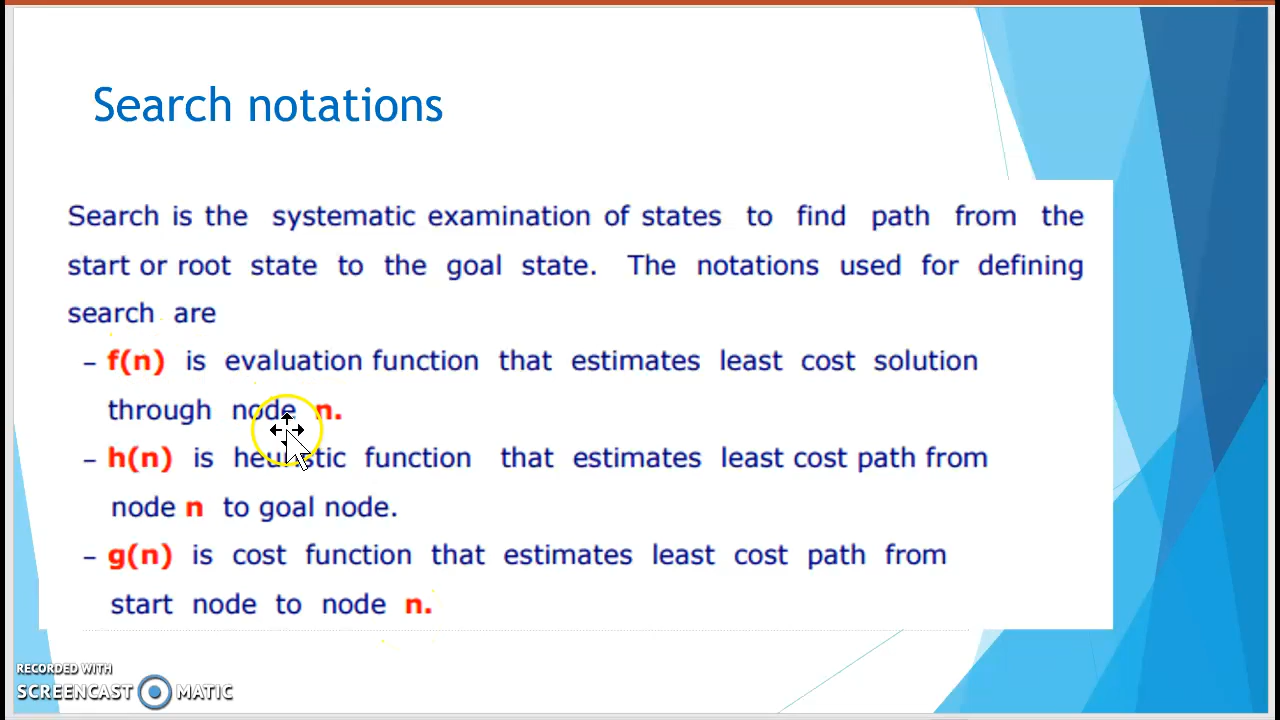 Search notations
Search is the systematic examination of states to find path from the
start or root state to the goal state. The notations used for defining
search are
– f(n) is evaluation function that estimates least cost solution
through node n.
– h(n) is heuristic function that estimates least cost path from
node n to goal node.
– g(n) is cost function that estimates least cost path from
start node to node n.
RECORDED WITH
SCREENCAST MATIC